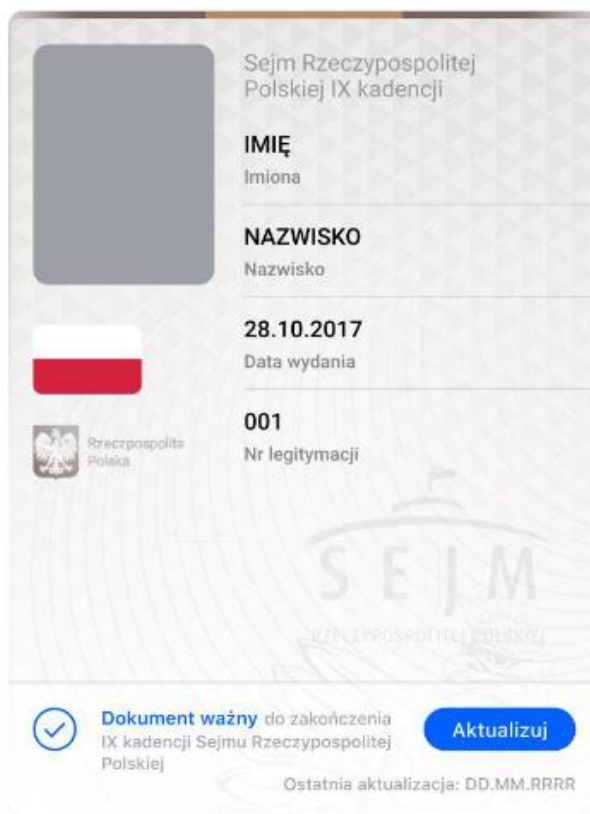 Sejm Rzeczypospolitej
Polskiej IX kadencji
IMIĘ
Imiona
NAZWISKO
Nazwisko
28.10.2017
Data wydania
Rzeczpospolita
Polska
001
Nr legitymacji
SEJM
RZECZYPOSPOLITEJ POLSKIEJ
Dokument ważny do zakończenia
IX kadencji Sejmu Rzeczypospolitej
Polskiej
Aktualizuj
Ostatnia aktualizacja: DD.MM.RRRR